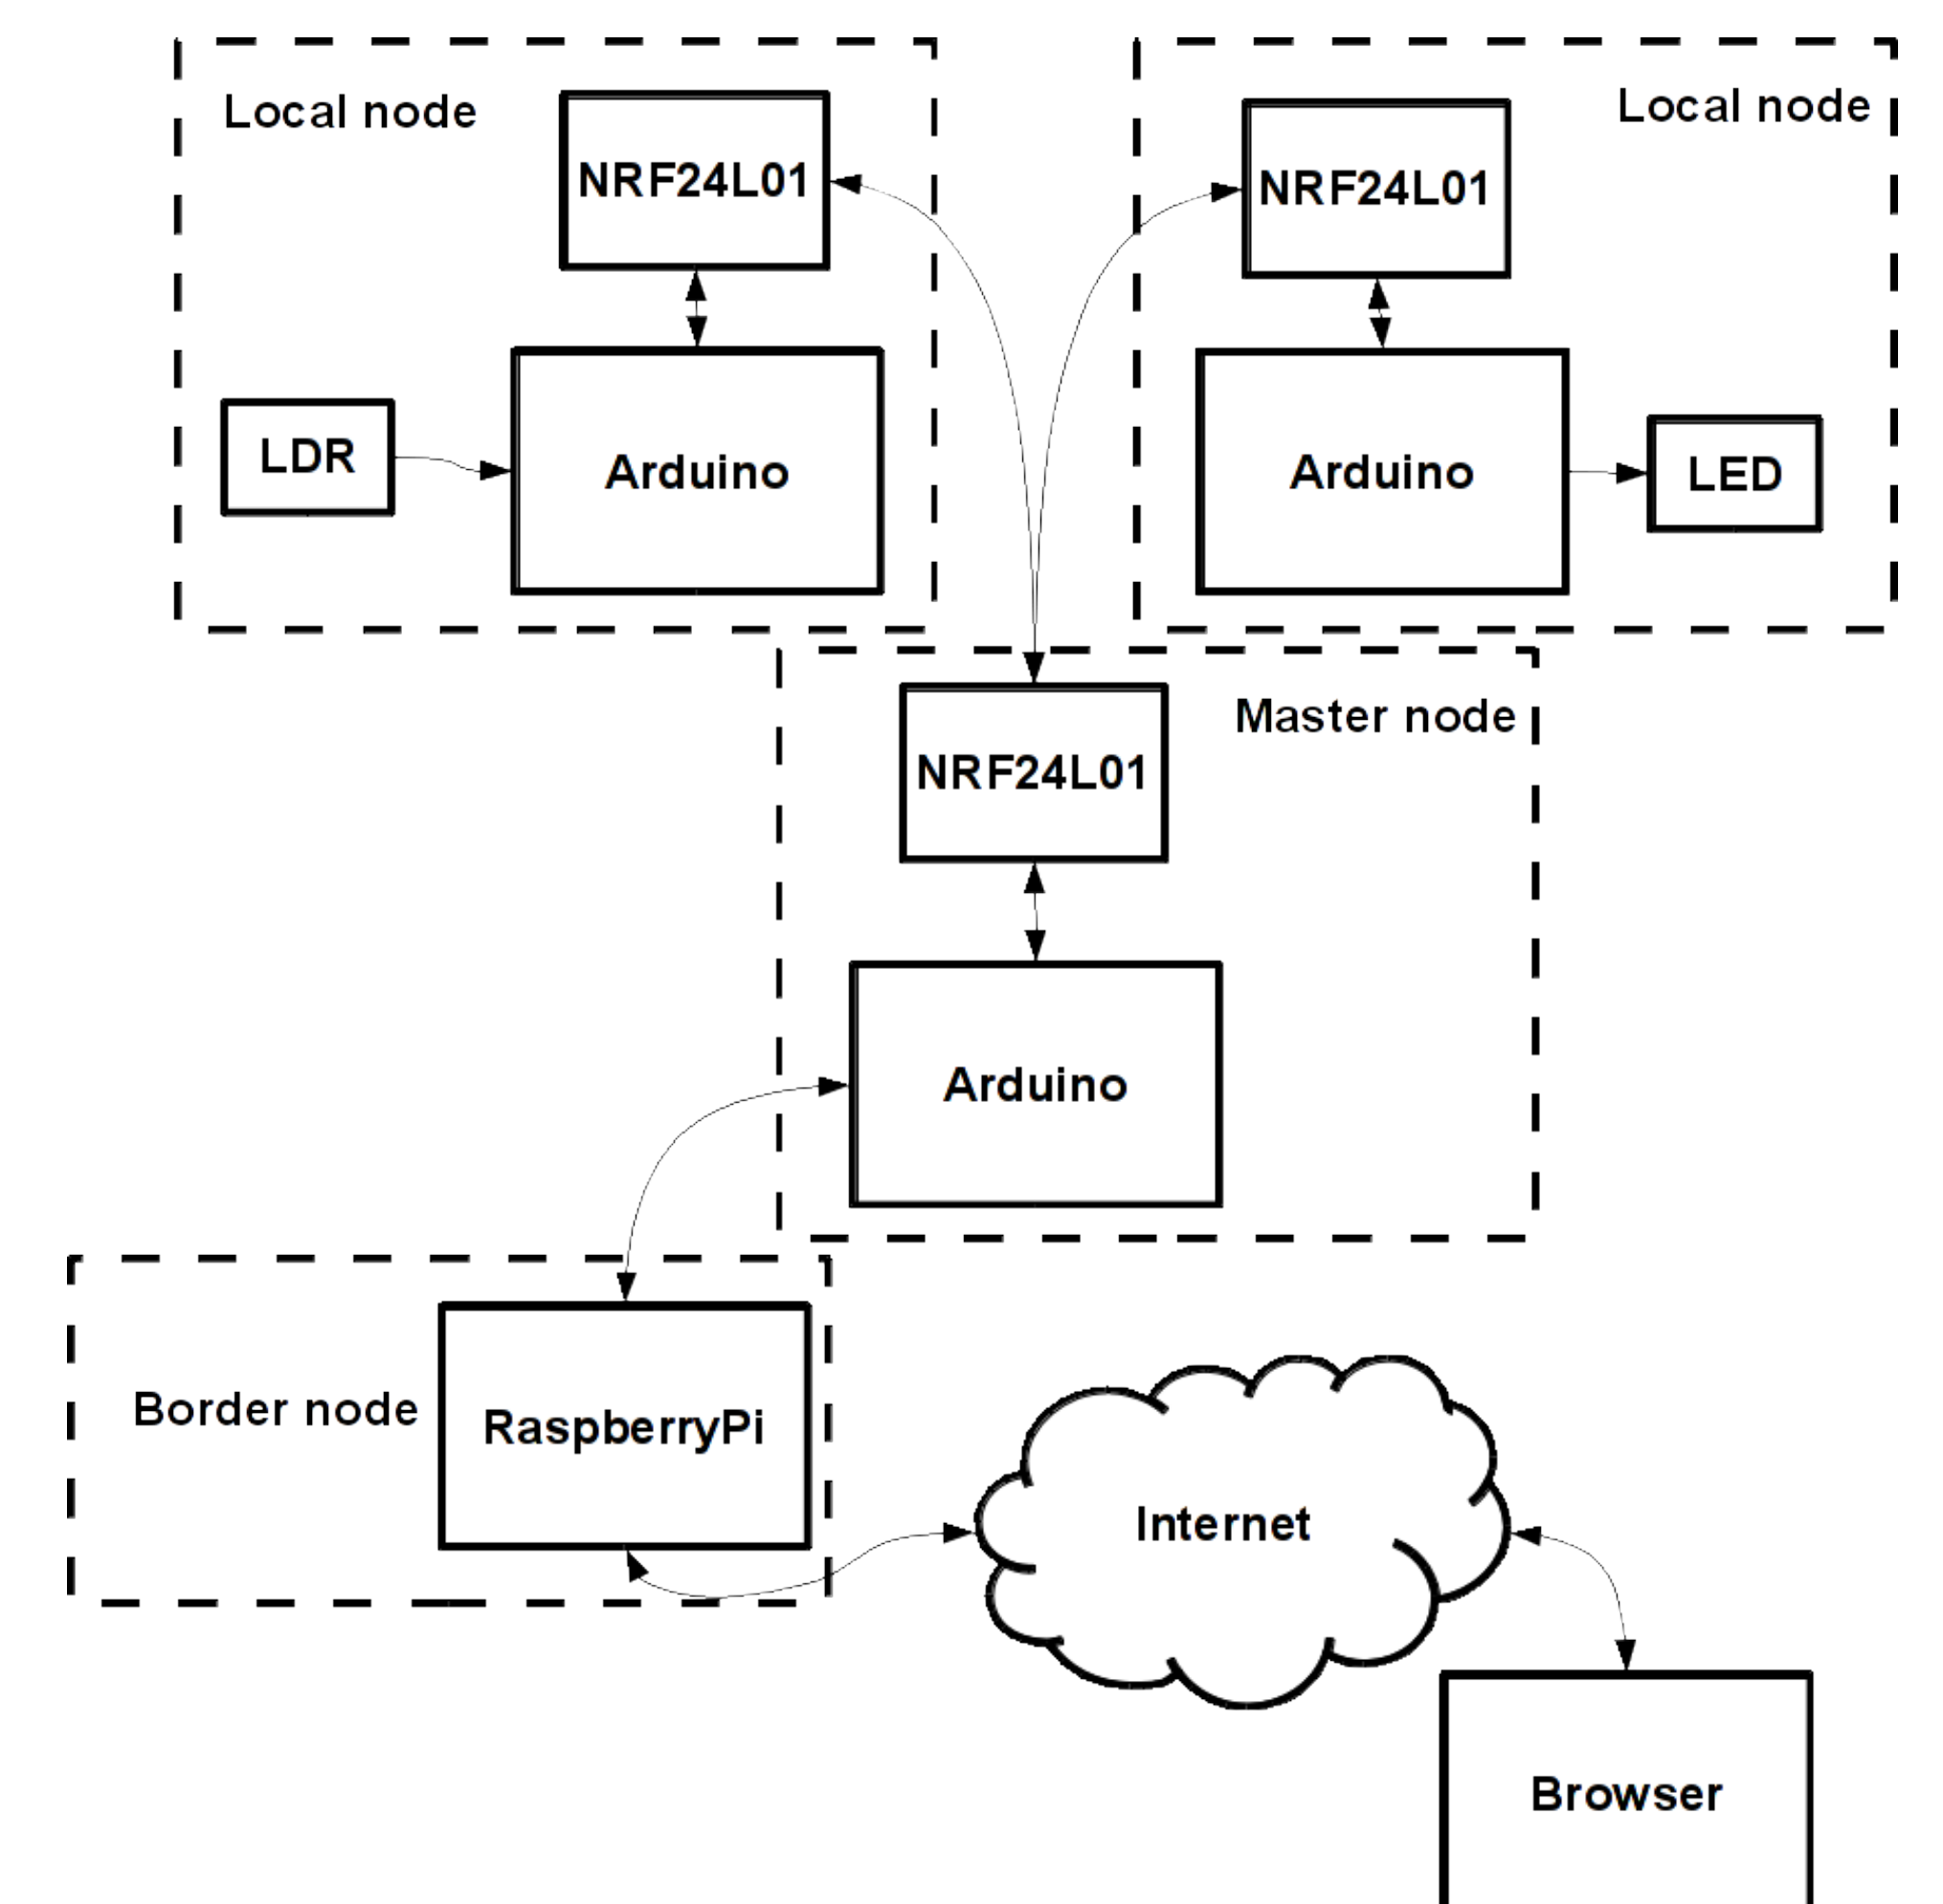 Local node
NRF24L01
LDR
Arduino
Local node
NRF24L01
Arduino
LED
Master node
NRF24L01
Arduino
Border node
RaspberryPi
Internet
Browser